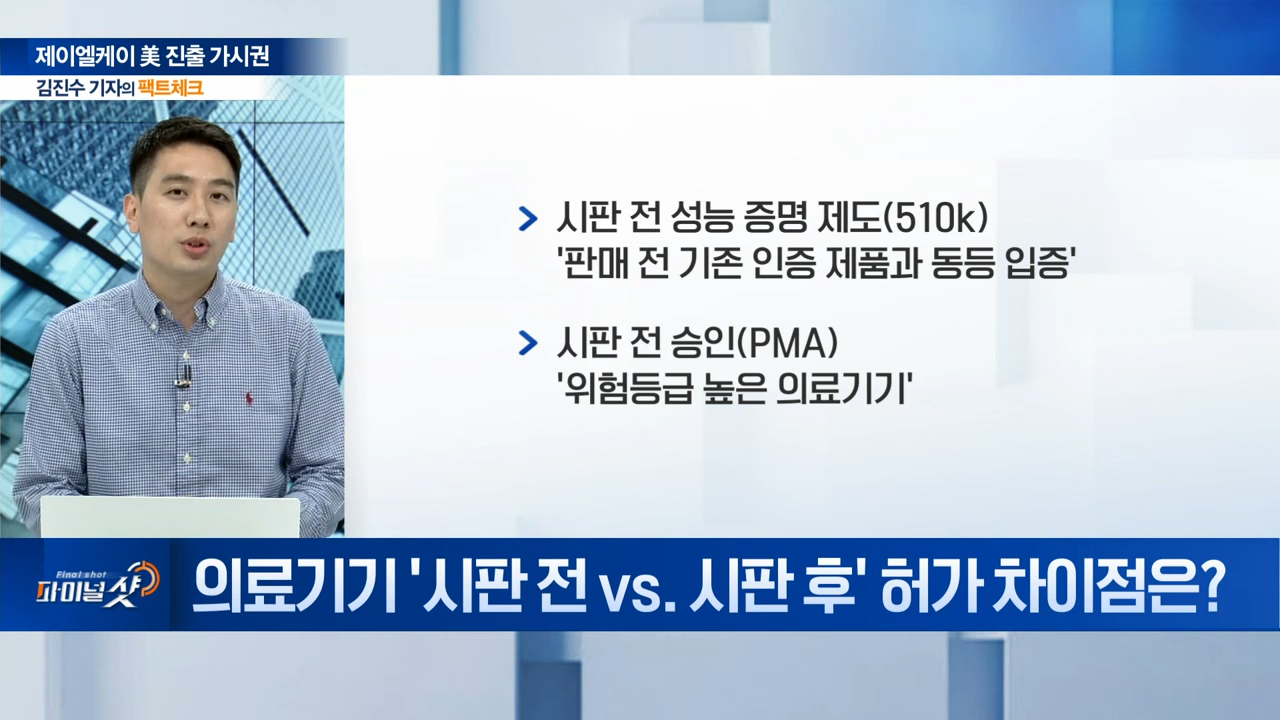 제이엘케이 美 진출 가시권
김진수 기자의 팩트체크
> 시판 전 성능 증명 제도(510k)
'판매 전 기존 인증 제품과 동등 입증'
> 시판 전 승인(PMA)
'위험등급 높은 의료기기'
Final shot
파이널샷
의료기기 '시판 전 vs. 시판 후' 허가 차이점은?